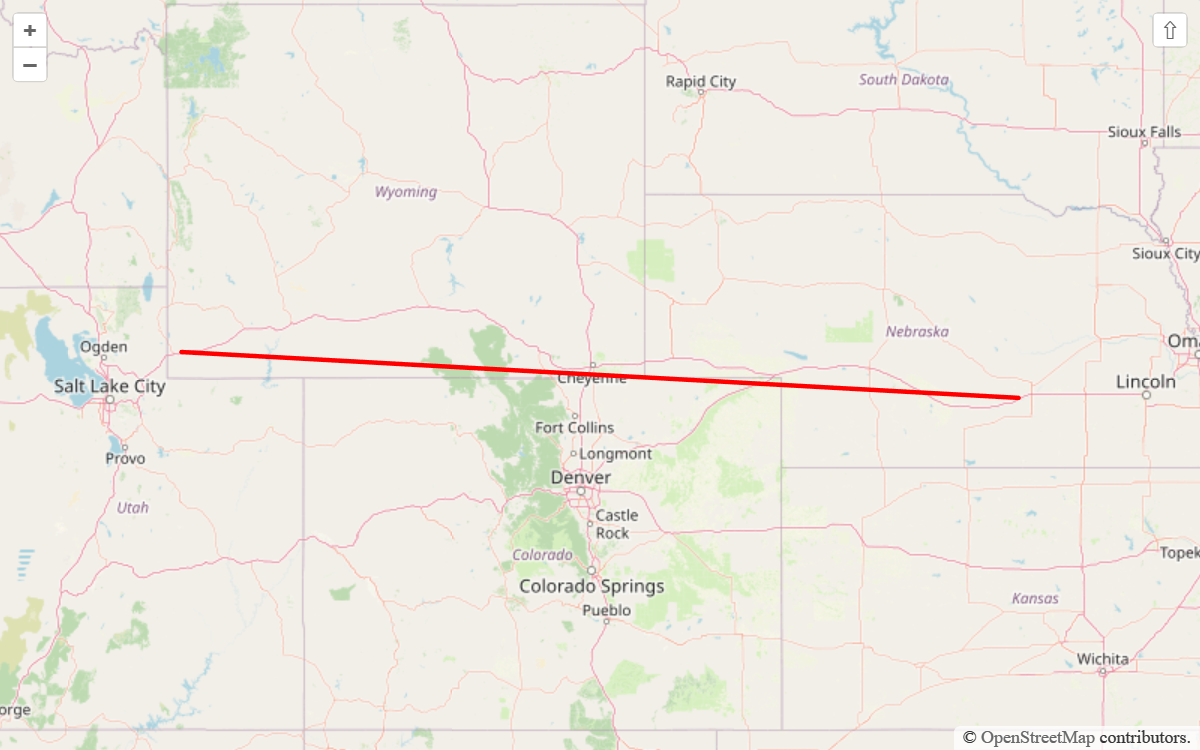 +
−
⇧
Rapid City
South Dakota
Sioux Falls
Wyoming
Sioux City
Nebraska
Ogden
Oma
Cheyenne
Lincoln
Salt Lake City
Fort Collins
Longmont
Provo
Denver
Utah
Castle
Rock
Colorado
Topek
Colorado Springs
Kansas
Pueblo
Wichita
orge
© OpenStreetMap contributors.